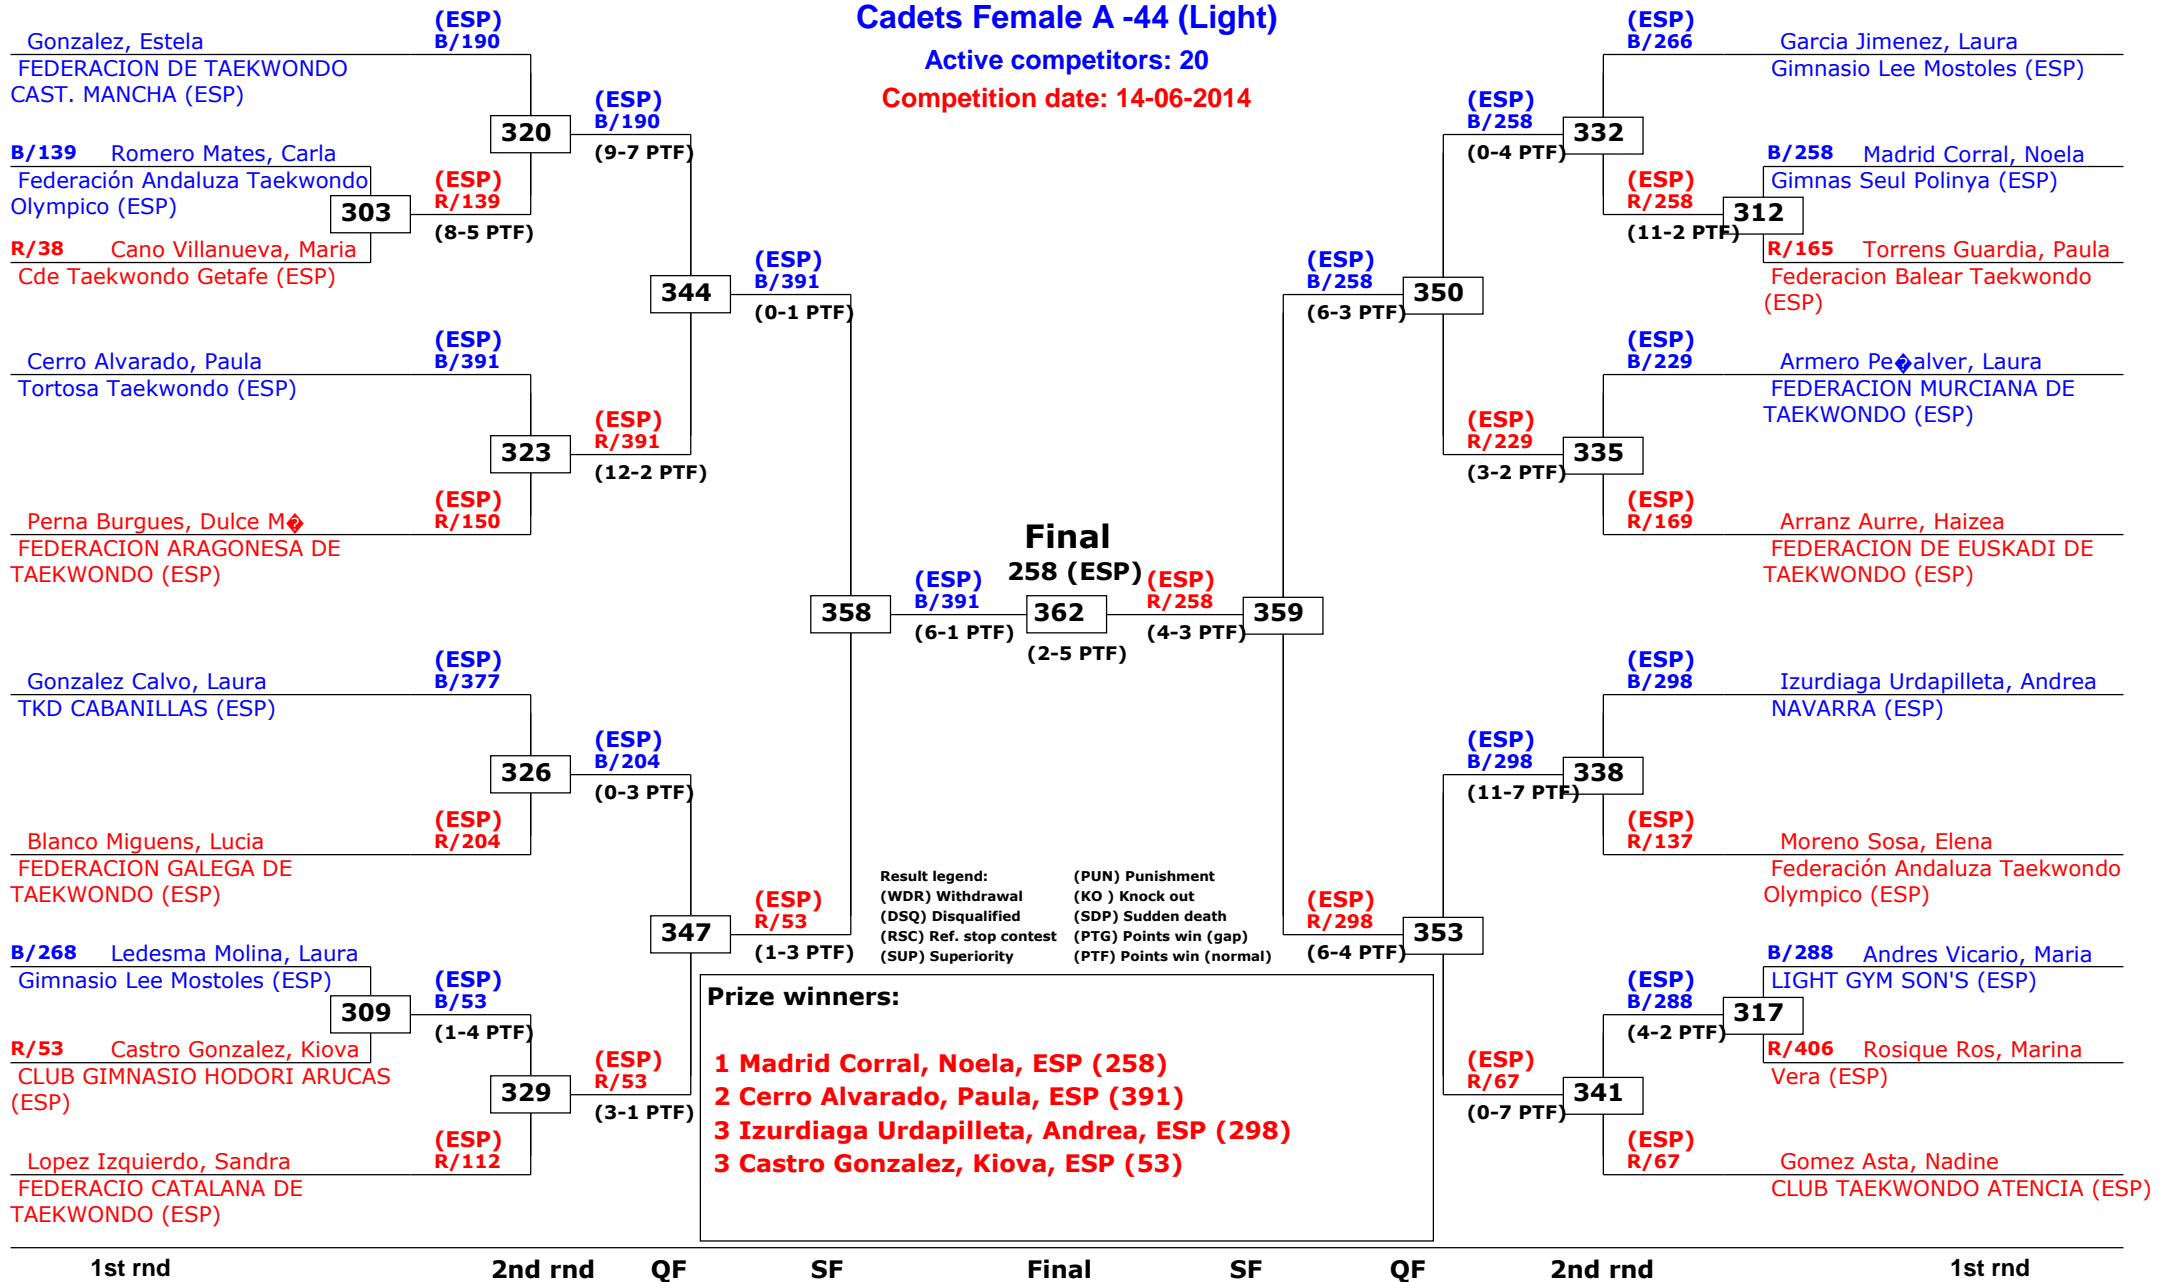 Cadets Female A -44 (Light)
Active competitors: 20
Competition date: 14-06-2014
Gonzalez, Estela
FEDERACION DE TAEKWONDO
CAST. MANCHA (ESP)
(ESP)
B/190
B/139 Romero Mates, Carla
Federación Andaluza Taekwondo
Olympico (ESP)
303
R/38 Cano Villanueva, Maria
Cde Taekwondo Getafe (ESP)
(ESP)
R/139
(8-5 PTF)
320
(ESP)
B/190
(9-7 PTF)
Cerro Alvarado, Paula
Tortosa Taekwondo (ESP)
(ESP)
B/391
323
(ESP)
R/391
(12-2 PTF)
Perna Burgues, Dulce M�
FEDERACION ARAGONESA DE
TAEKWONDO (ESP)
(ESP)
R/150
344
(ESP)
B/391
(0-1 PTF)
Gonzalez Calvo, Laura
TKD CABANILLAS (ESP)
(ESP)
B/377
326
(ESP)
B/204
(0-3 PTF)
Blanco Miguens, Lucia
FEDERACION GALEGA DE
TAEKWONDO (ESP)
(ESP)
R/204
B/268 Ledesma Molina, Laura
Gimnasio Lee Mostoles (ESP)
309
R/53 Castro Gonzalez, Kiova
CLUB GIMNASIO HODORI ARUCAS
(ESP)
(ESP)
B/53
(1-4 PTF)
329
(ESP)
R/53
(3-1 PTF)
Lopez Izquierdo, Sandra
FEDERACIO CATALANA DE
TAEKWONDO (ESP)
(ESP)
R/112
347
(ESP)
R/53
(1-3 PTF)
358
(ESP)
B/391
(6-1 PTF)
Final
258 (ESP)
362
(2-5 PTF)
(ESP)
R/258
(4-3 PTF)
359
(ESP)
B/258
(6-3 PTF)
350
(ESP)
B/258
(0-4 PTF)
332
(ESP)
B/266
Garcia Jimenez, Laura
Gimnasio Lee Mostoles (ESP)
(ESP)
R/258
(11-2 PTF)
312
B/258 Madrid Corral, Noela
Gimnas Seul Polinya (ESP)
R/165 Torrens Guardia, Paula
Federacion Balear Taekwondo
(ESP)
(ESP)
R/229
(3-2 PTF)
335
(ESP)
B/229
Armero Pe�alver, Laura
FEDERACION MURCIANA DE
TAEKWONDO (ESP)
(ESP)
R/169
Arranz Aurre, Haizea
FEDERACION DE EUSKADI DE
TAEKWONDO (ESP)
(ESP)
R/298
(6-4 PTF)
353
(ESP)
B/298
(11-7 PTF)
338
(ESP)
B/298
Izurdiaga Urdapilleta, Andrea
NAVARRA (ESP)
(ESP)
R/137
Moreno Sosa, Elena
Federación Andaluza Taekwondo
Olympico (ESP)
(ESP)
R/67
(0-7 PTF)
341
(ESP)
B/288
(4-2 PTF)
317
B/288 Andres Vicario, Maria
LIGHT GYM SON'S (ESP)
R/406 Rosique Ros, Marina
Vera (ESP)
(ESP)
R/67
Gomez Asta, Nadine
CLUB TAEKWONDO ATENCIA (ESP)
Result legend: (PUN) Punishment
(WDR) Withdrawal (KO ) Knock out
(DSQ) Disqualified (SDP) Sudden death
(RSC) Ref. stop contest (PTG) Points win (gap)
(SUP) Superiority (PTF) Points win (normal)
Prize winners:
1 Madrid Corral, Noela, ESP (258)
2 Cerro Alvarado, Paula, ESP (391)
3 Izurdiaga Urdapilleta, Andrea, ESP (298)
3 Castro Gonzalez, Kiova, ESP (53)
1st rnd 2nd rnd QF SF Final SF QF 2nd rnd 1st rnd